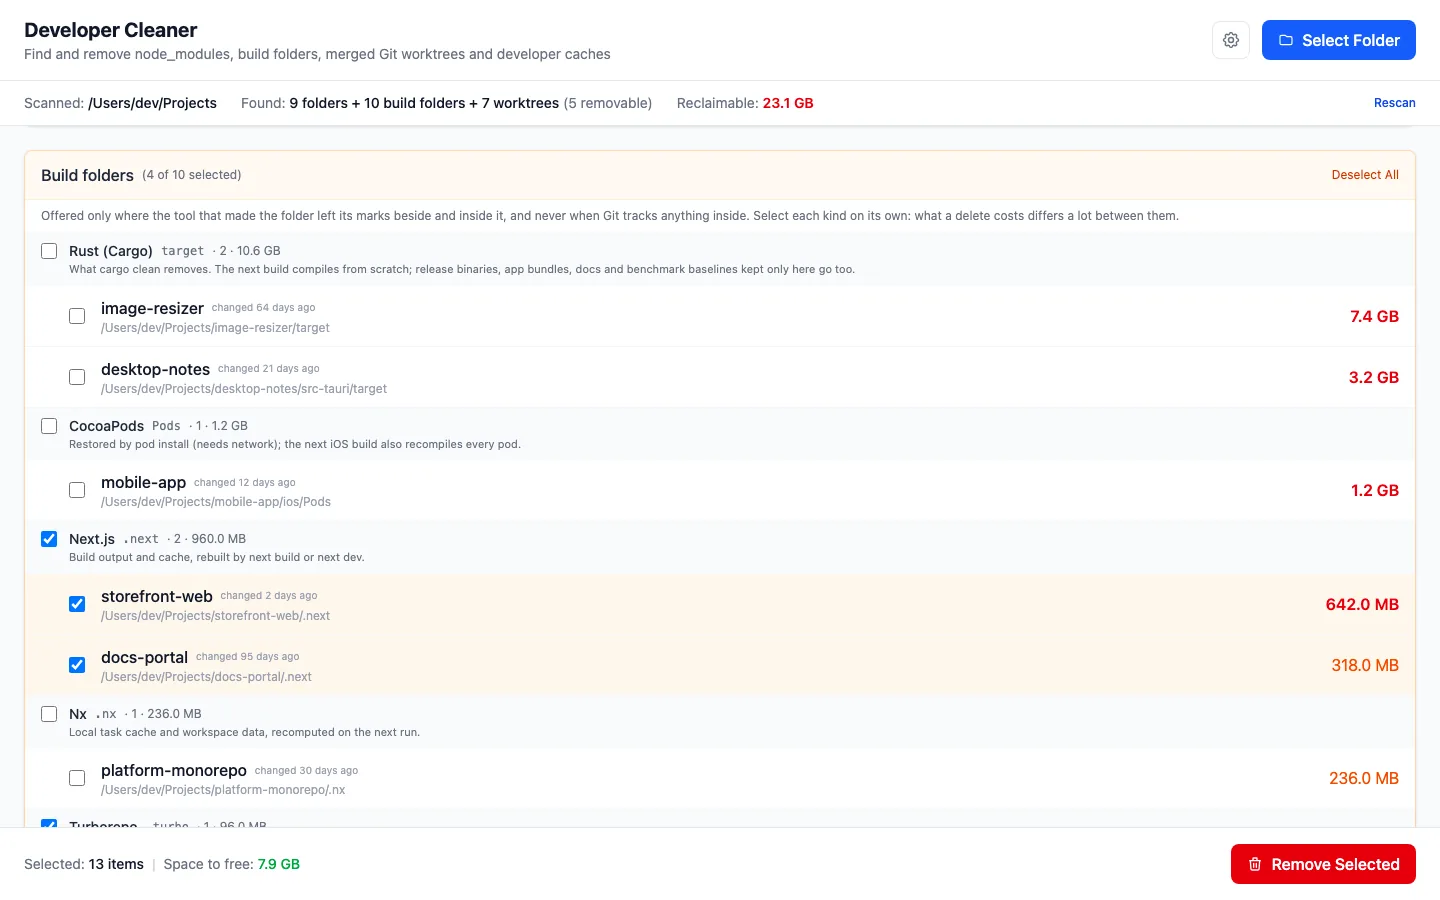 Developer Cleaner
Find and remove node_modules, build folders, merged Git worktrees and developer caches
Select Folder
Scanned: /Users/dev/Projects Found: 9 folders + 10 build folders + 7 worktrees (5 removable) Reclaimable: 23.1 GB Rescan
Build folders (4 of 10 selected) Deselect All
Offered only where the tool that made the folder left its marks beside and inside it, and never when Git tracks anything inside. Select each kind on its own: what a delete costs differs a lot between them.
Rust (Cargo) target · 2 · 10.6 GB
What cargo clean removes. The next build compiles from scratch; release binaries, app bundles, docs and benchmark baselines kept only here go too.
image-resizer changed 64 days ago
/Users/dev/Projects/image-resizer/target
7.4 GB
desktop-notes changed 21 days ago
/Users/dev/Projects/desktop-notes/src-tauri/target
3.2 GB
CocoaPods Pods · 1 · 1.2 GB
Restored by pod install (needs network); the next iOS build also recompiles every pod.
mobile-app changed 12 days ago
/Users/dev/Projects/mobile-app/ios/Pods
1.2 GB
Next.js .next · 2 · 960.0 MB
Build output and cache, rebuilt by next build or next dev.
storefront-web changed 2 days ago
/Users/dev/Projects/storefront-web/.next
642.0 MB
docs-portal changed 95 days ago
/Users/dev/Projects/docs-portal/.next
318.0 MB
Nx .nx · 1 · 236.0 MB
Local task cache and workspace data, recomputed on the next run.
platform-monorepo changed 30 days ago
/Users/dev/Projects/platform-monorepo/.nx
236.0 MB
Turborepo .turbo · 1 · 96.0 MB
Selected: 13 items | Space to free: 7.9 GB
Remove Selected